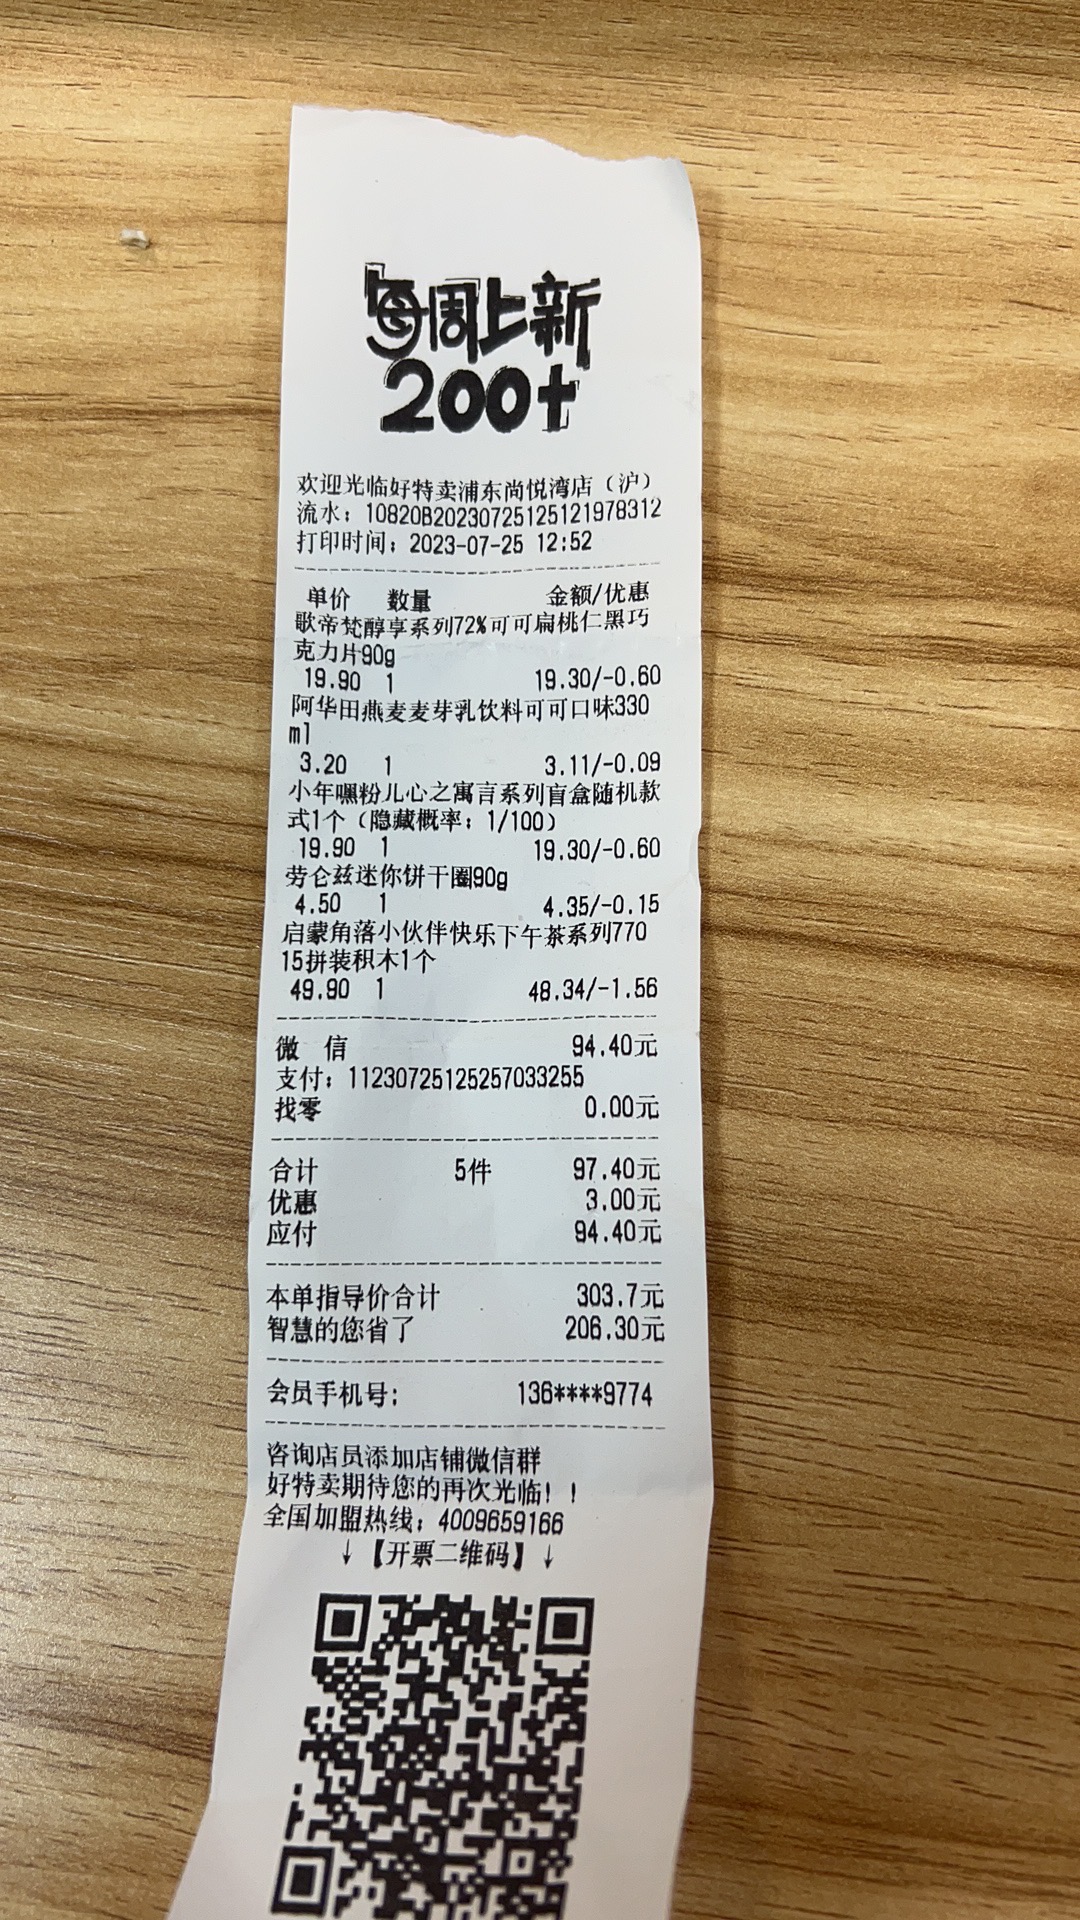 每周上新
200+
欢迎光临好特卖浦东尚悦湾店（沪）
流水：10820B20230725125121978312
打印时间：2023-07-25 12:52
单价 数量 金额/优惠
歌帝梵醇享系列72%可可扁桃仁黑巧
克力片90g
19.90 1 19.30/-0.60
阿华田燕麦麦芽乳饮料可可口味330
ml
3.20 1 3.11/-0.09
小年嘿粉儿心之寓言系列盲盒随机款
式1个（隐藏概率：1/100）
19.90 1 19.30/-0.60
劳仑兹迷你饼干圈90g
4.50 1 4.35/-0.15
启蒙角落小伙伴快乐下午茶系列770
15拼装积木1个
49.90 1 48.34/-1.56
微 信 94.40元
支付：11230725125257033255
找零 0.00元
合计 5件 97.40元
优惠 3.00元
应付 94.40元
本单指导价合计 303.7元
智慧的您省了 206.30元
会员手机号: 136****9774
咨询店员添加店铺微信群
好特卖期待您的再次光临！！
全国加盟热线：4009659166
↓【开票二维码】↓